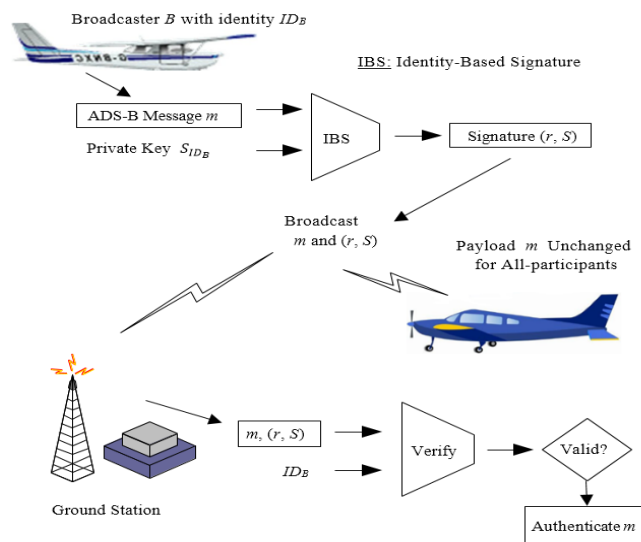 Broadcaster B with identity ID_B
G-BNXC
IBS: Identity-Based Signature
ADS-B Message m
IBS
Signature (r, S)
Private Key S_{ID_B}
Broadcast
m and (r, S)
Payload m Unchanged
for All-participants
m, (r, S)
Verify
Valid?
ID_B
Ground Station
Authenticate m